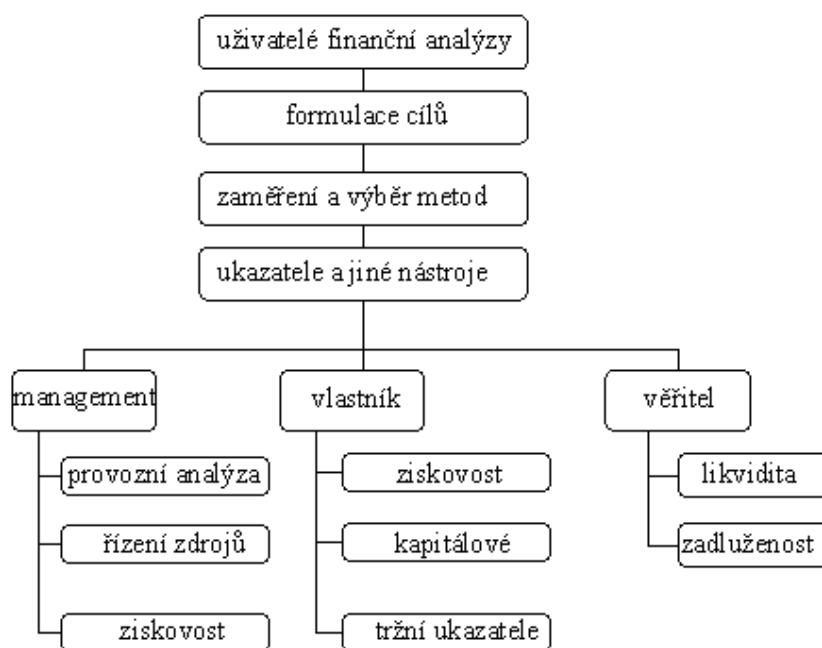 uživatelé finanční analýzy
formulace cílů
zaměření a výběr metod
ukazatele a jiné nástroje
management
vlastník
věřitel
provozní analýza
ziskovost
likvidita
řízení zdrojů
kapitálové
zadluženost
ziskovost
tržní ukazatele